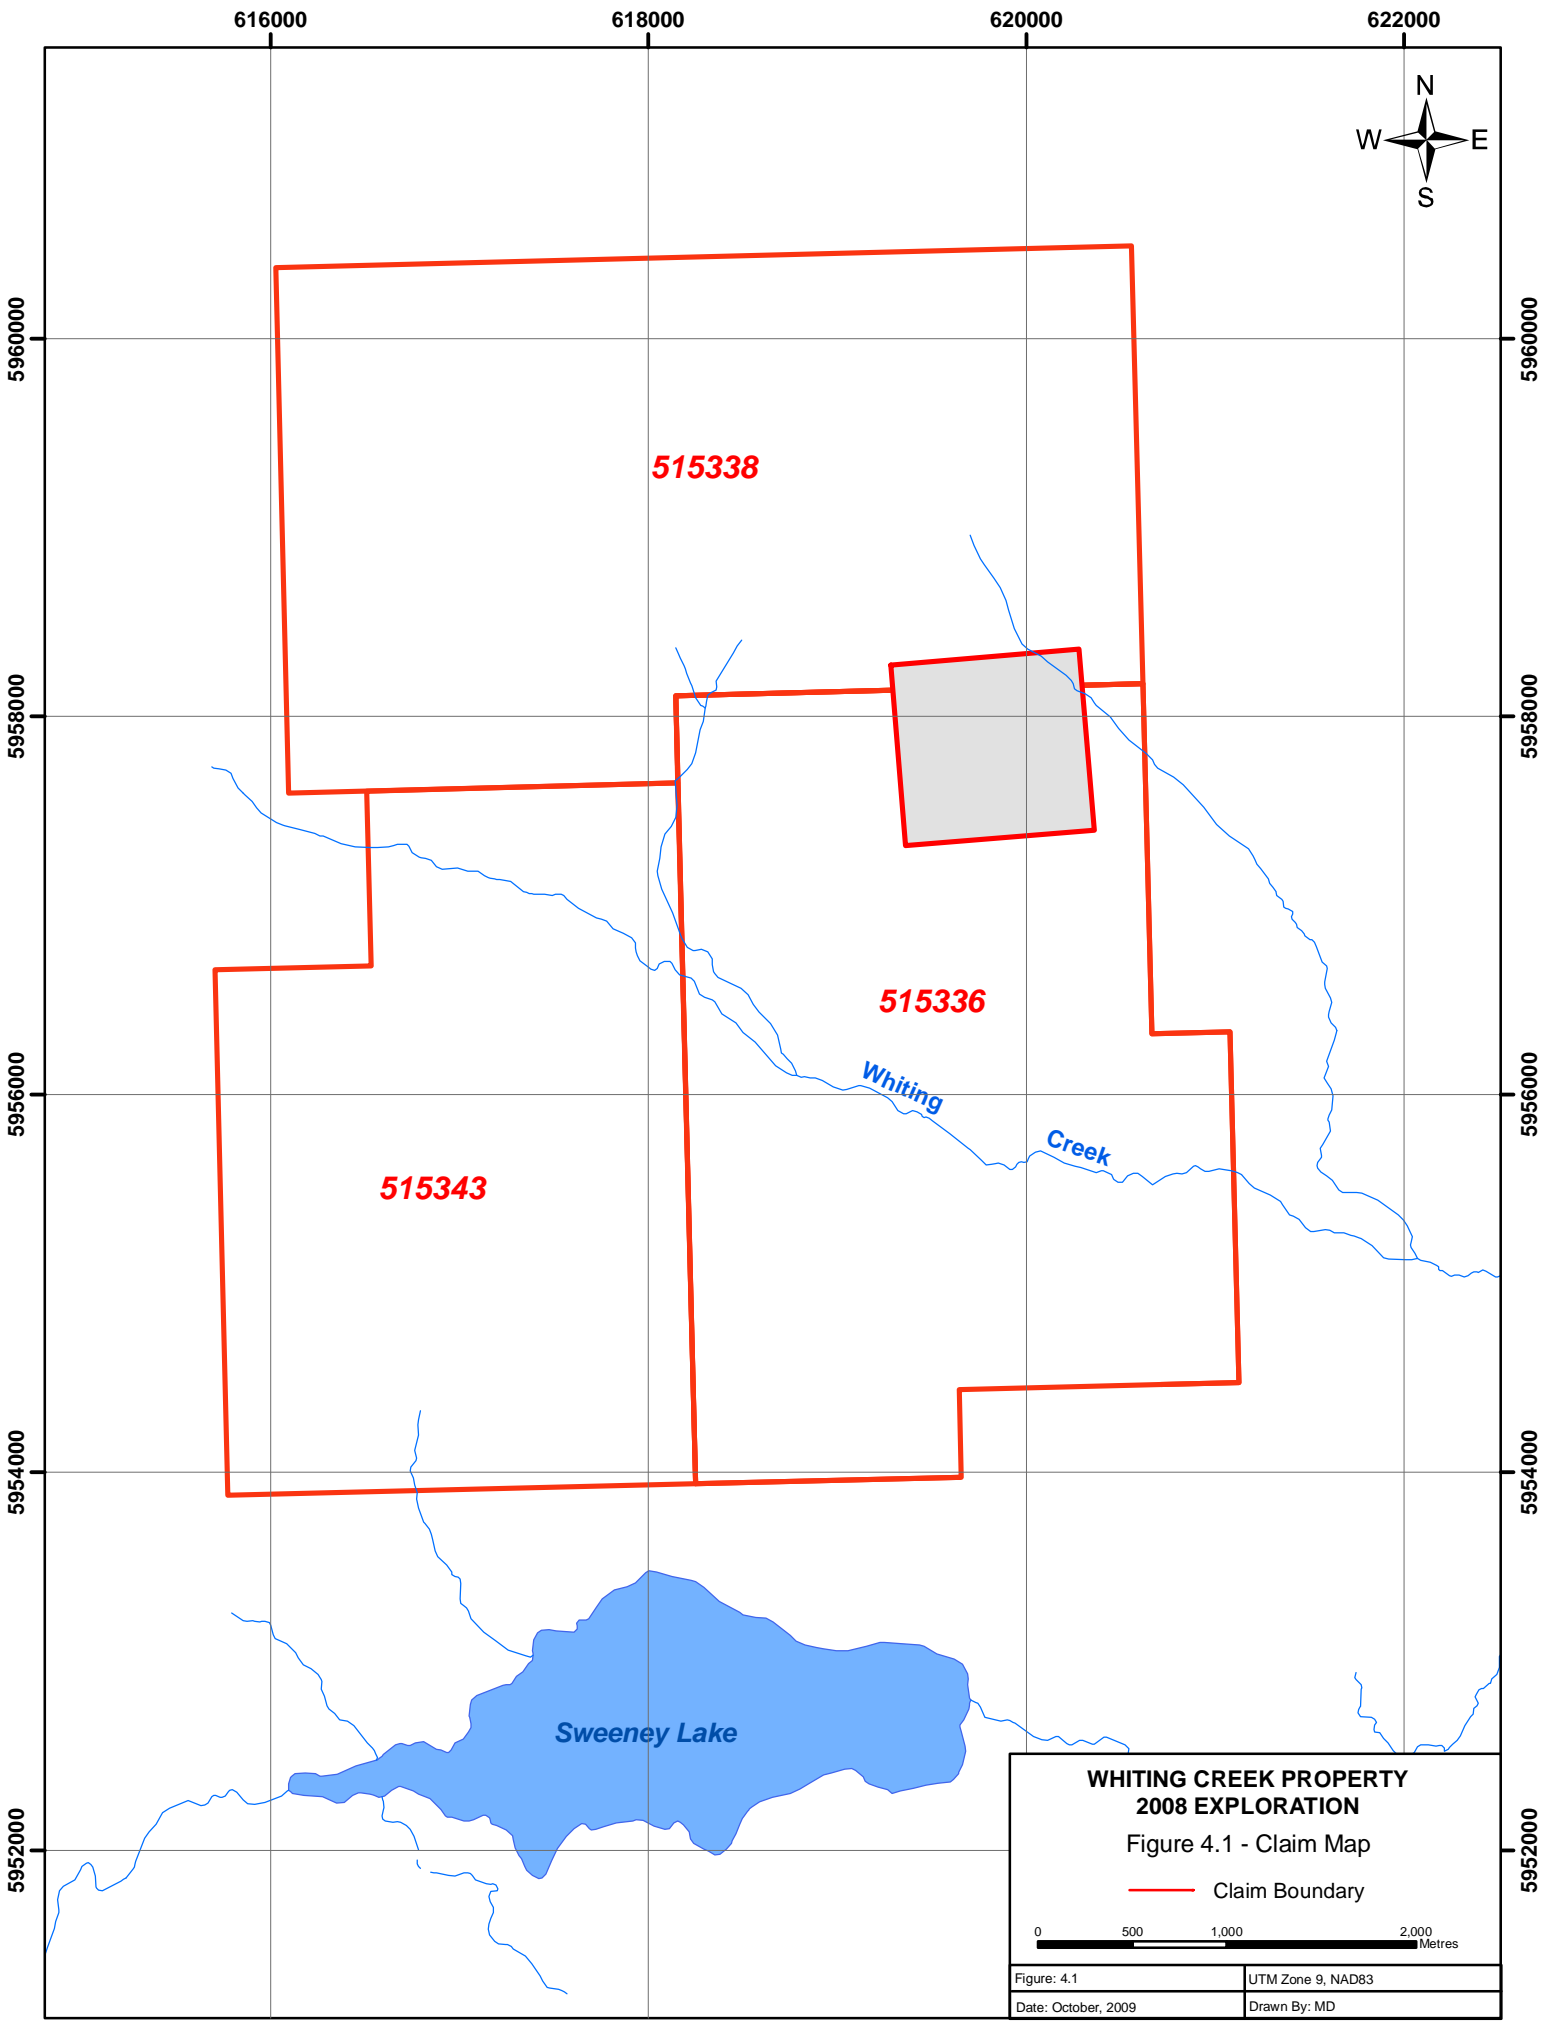 616000 618000 620000 622000
N
W E
S
5960000 5960000
515338
5958000 5958000
515336
Whiting
5956000 5956000
Creek
515343
5954000 5954000
Sweeney Lake
5952000 5952000
WHITING CREEK PROPERTY
2008 EXPLORATION
Figure 4.1 - Claim Map
Claim Boundary
0 500 1,000 2,000
Metres
Figure: 4.1 UTM Zone 9, NAD83
Date: October, 2009 Drawn By: MD